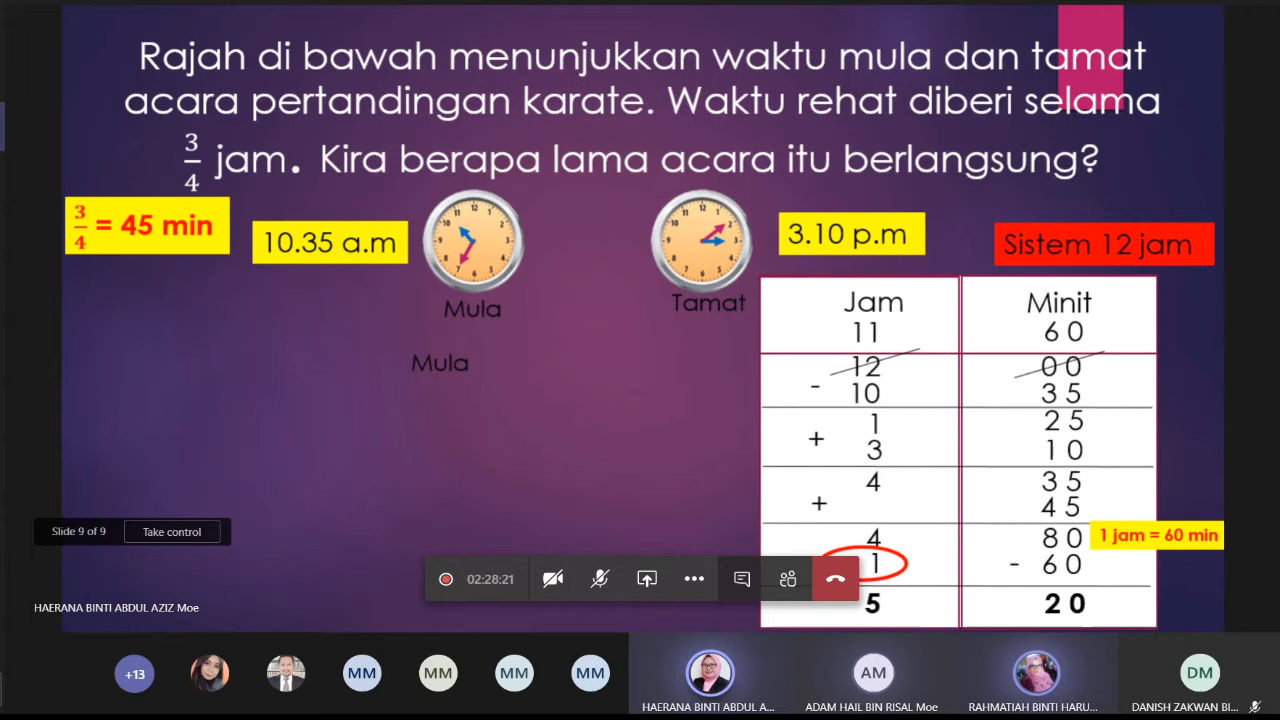 Rajah di bawah menunjukkan waktu mula dan tamat
acara pertandingan karate. Waktu rehat diberi selama
3/4 jam. Kira berapa lama acara itu berlangsung?
3/4 = 45 min
10.35 a.m
3.10 p.m
Sistem 12 jam
Mula
Tamat
Mula
Jam Minit
11 60
12 00
- 10 35
1 25
+ 3 10
4 35
+ 45
4 80
1 jam = 60 min
1 - 60
5 20
Slide 9 of 9
Take control
02:28:21
HAERANA BINTI ABDUL AZIZ Moe
+13
MM
MM
MM
MM
AM
DM
HAERANA BINTI ABDUL A...
ADAM HAIL BIN RISAL Moe
RAHMATIAH BINTI HARU...
DANISH ZAKWAN BI...